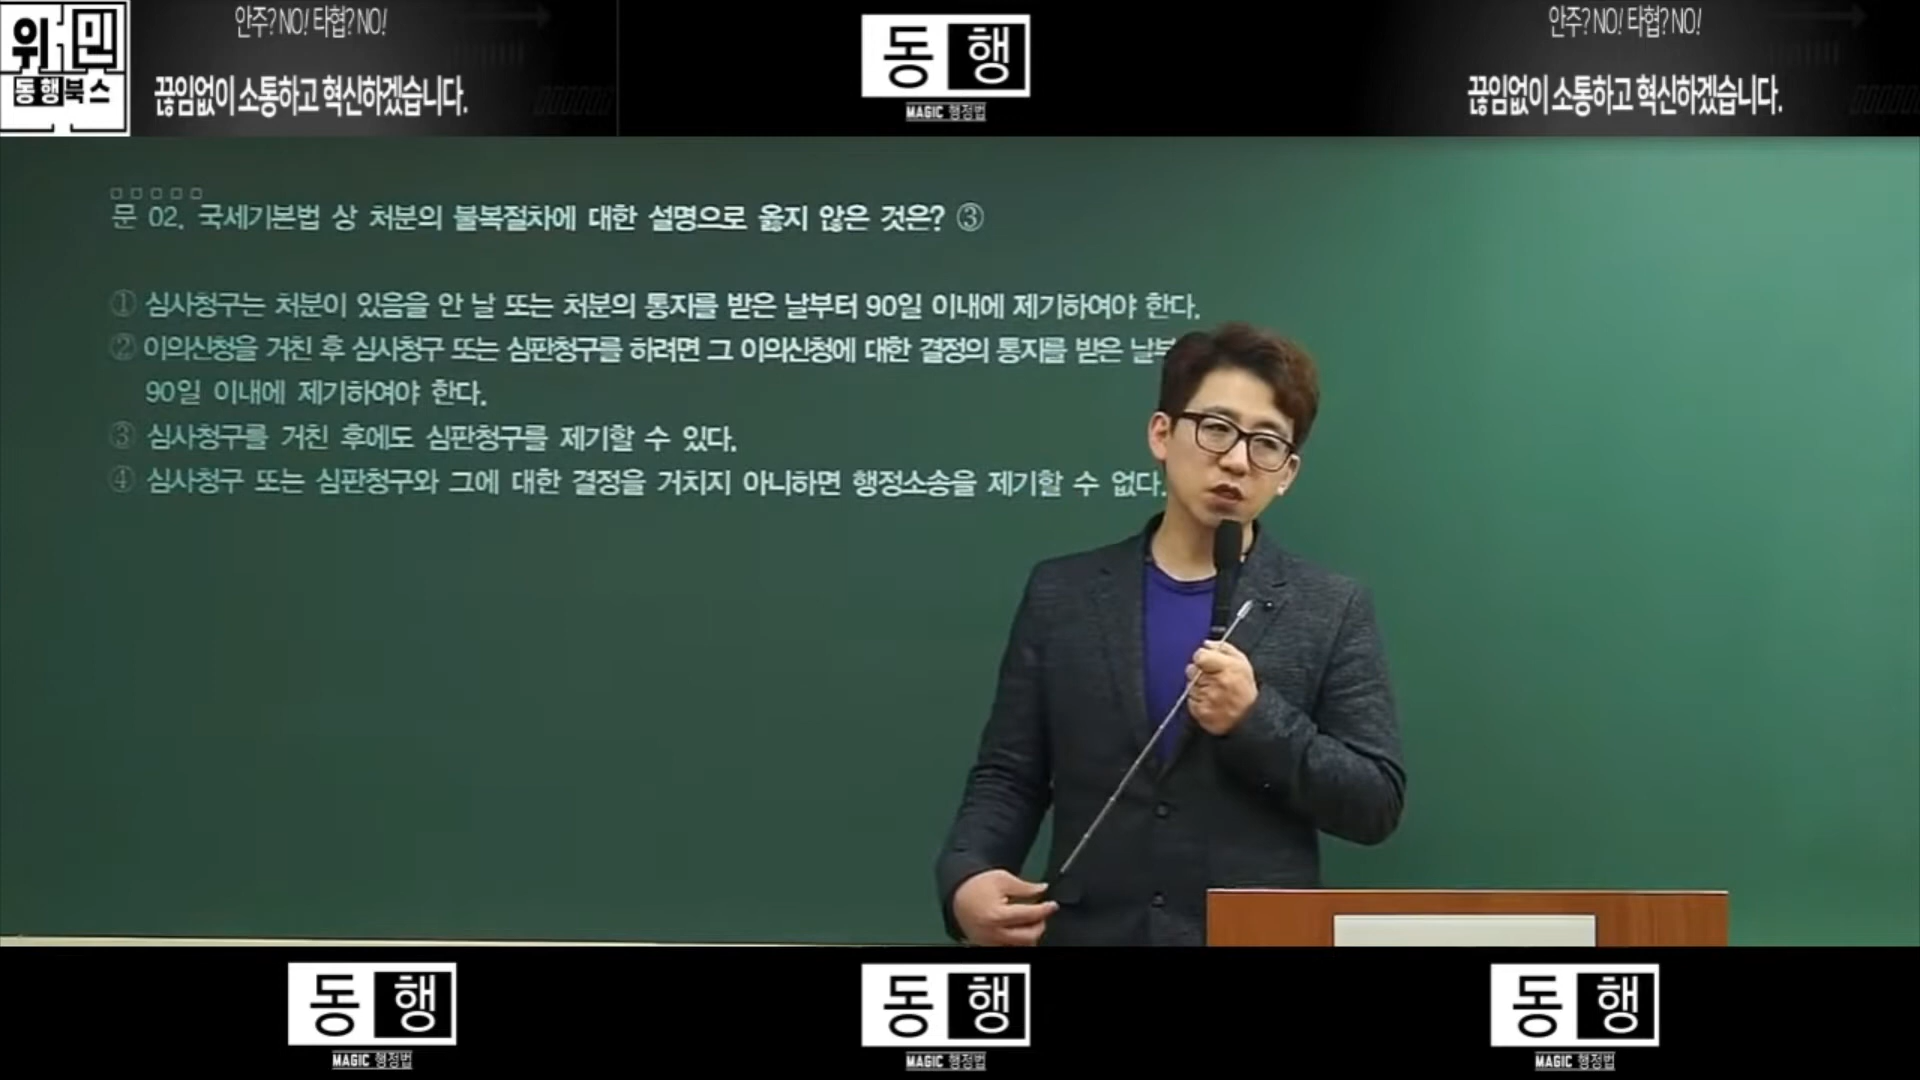 위민
동행북스
안주? NO! 타협? NO!
끊임없이 소통하고 혁신하겠습니다.
동행
MAGIC 행정법
안주? NO! 타협? NO!
끊임없이 소통하고 혁신하겠습니다.
문 02. 국세기본법 상 처분의 불복절차에 대한 설명으로 옳지 않은 것은? ③
① 심사청구는 처분이 있음을 안 날 또는 처분의 통지를 받은 날부터 90일 이내에 제기하여야 한다.
② 이의신청을 거친 후 심사청구 또는 심판청구를 하려면 그 이의신청에 대한 결정의 통지를 받은 날부
90일 이내에 제기하여야 한다.
③ 심사청구를 거친 후에도 심판청구를 제기할 수 있다.
④ 심사청구 또는 심판청구와 그에 대한 결정을 거치지 아니하면 행정소송을 제기할 수 없다.
동행
MAGIC 행정법
동행
MAGIC 행정법
동행
MAGIC 행정법